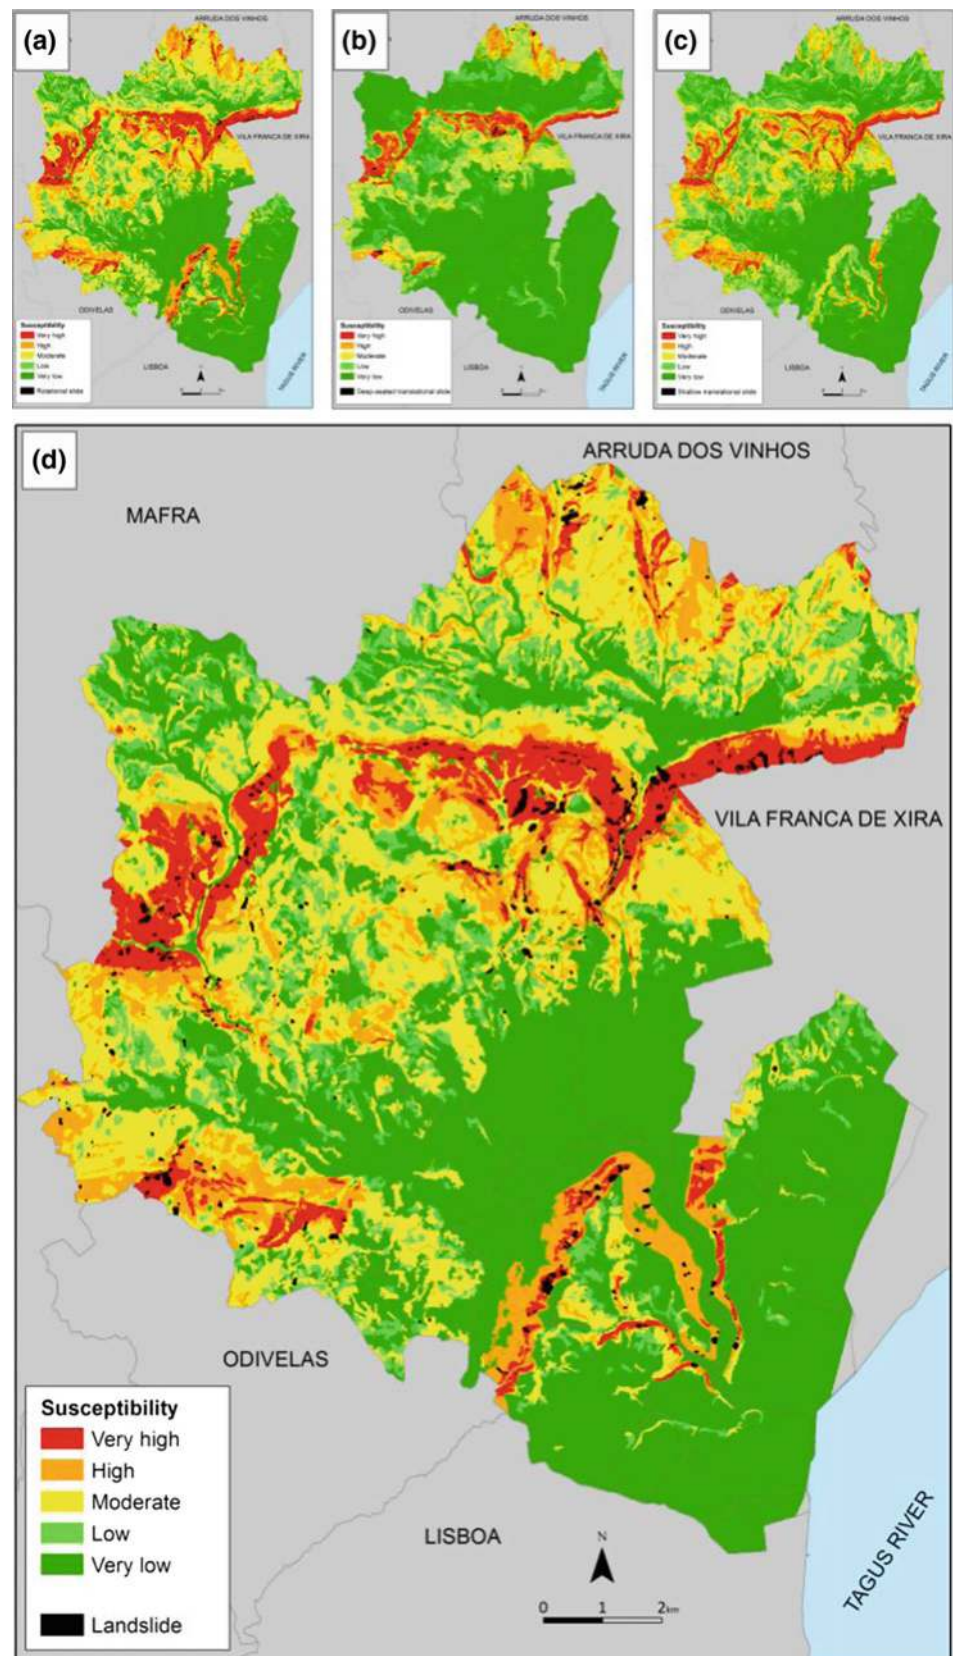 (a)
ARRUDA DOS VINHOS
VILA FRANCA DE XIRA
ODIVELAS
LISBOA
TAGUS RIVER
Susceptibility
Very high
High
Moderate
Low
Very low
Rotational slide
(b)
ARRUDA DOS VINHOS
VILA FRANCA DE XIRA
ODIVELAS
LISBOA
TAGUS RIVER
Susceptibility
Very high
High
Moderate
Low
Very low
Deep-seated translational slide
(c)
ARRUDA DOS VINHOS
VILA FRANCA DE XIRA
ODIVELAS
LISBOA
TAGUS RIVER
Susceptibility
Very high
High
Moderate
Low
Very low
Shallow translational slide
(d)
ARRUDA DOS VINHOS
MAFRA
VILA FRANCA DE XIRA
ODIVELAS
Susceptibility
Very high
High
Moderate
Low
Very low
Landslide
LISBOA
N
0 1 2 km
TAGUS RIVER